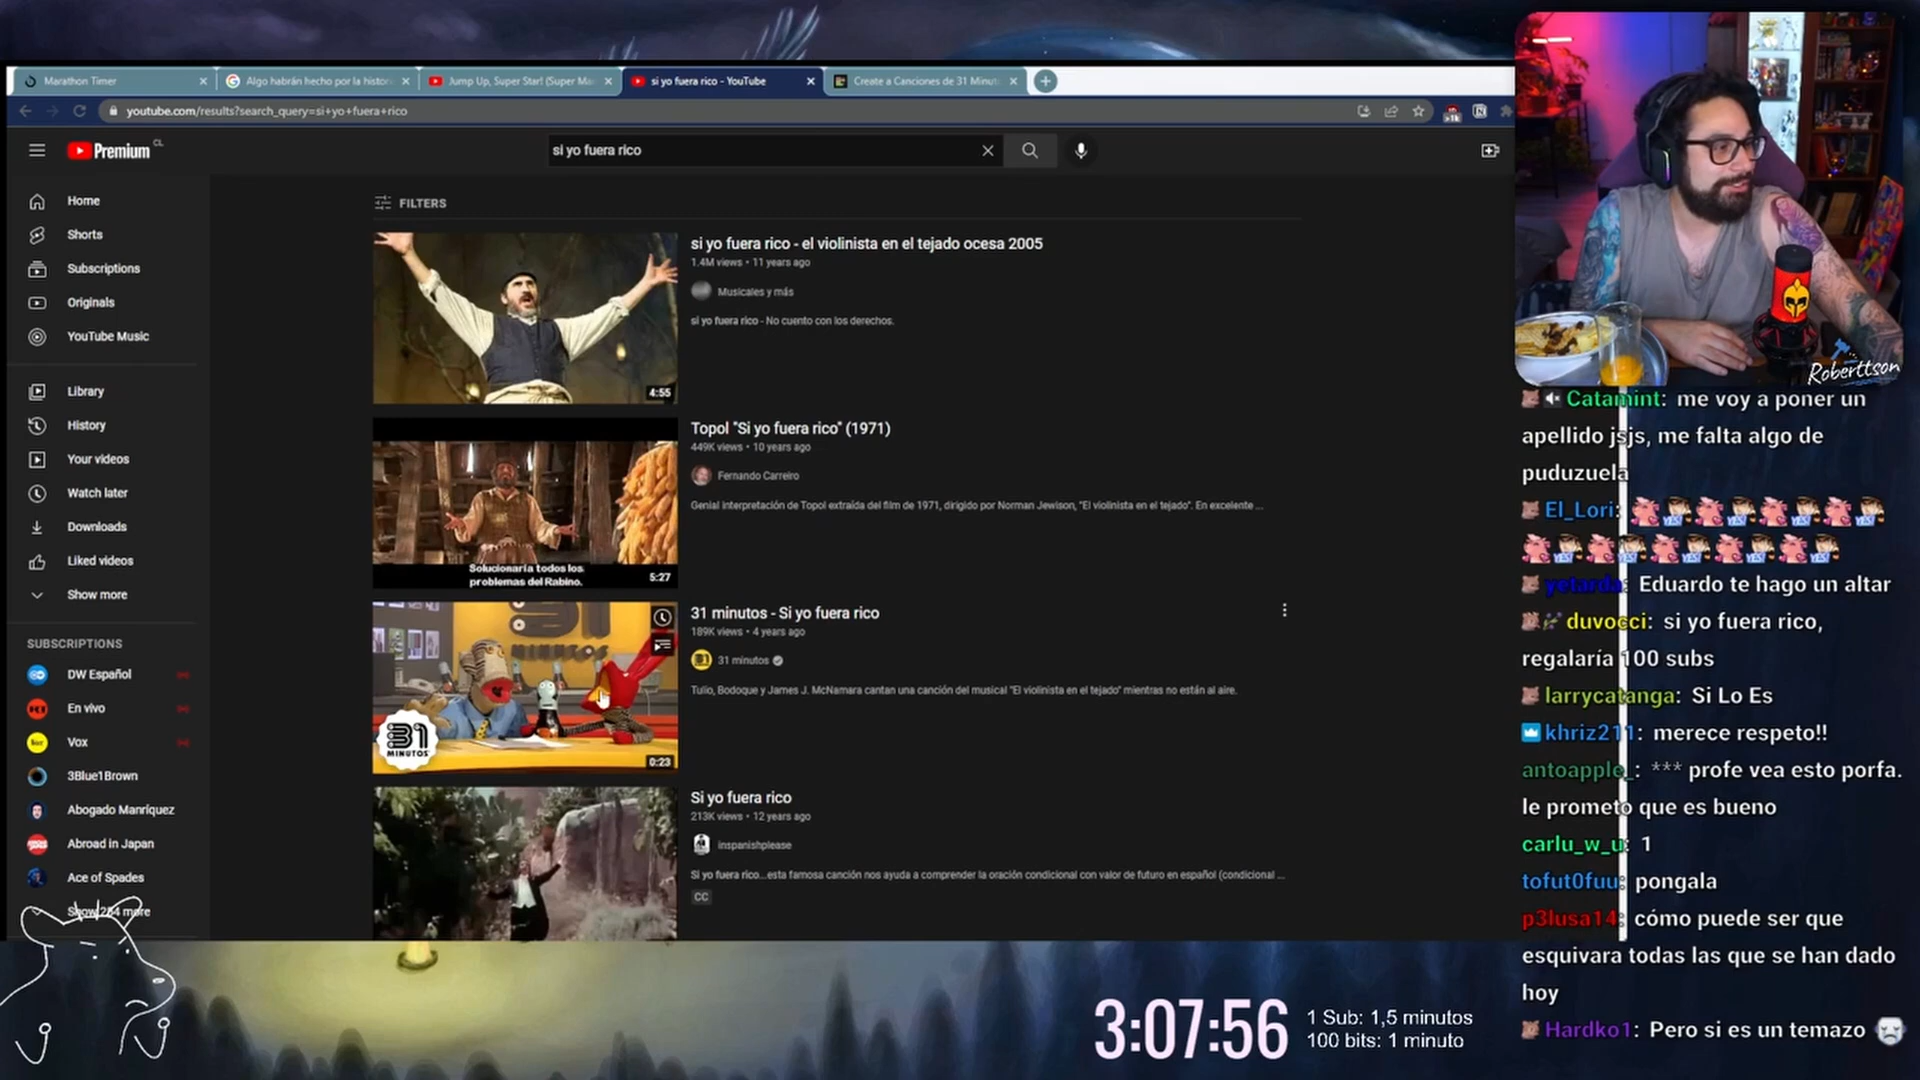 Marathon Timer
Algo habrán hecho por la histor
Jump Up, Super Star! (Super Ma
si yo fuera rico - YouTube
Create a Canciones de 31 Minut
youtube.com/results?search_query=si+yo+fuera+rico
Premium CL
si yo fuera rico
Home
Shorts
Subscriptions
Originals
YouTube Music
Library
History
Your videos
Watch later
Downloads
Liked videos
Show more
SUBSCRIPTIONS
DW Español
En vivo
Vox
3Blue1Brown
Abogado Manríquez
Abroad in Japan
Ace of Spades
FILTERS
4:55
si yo fuera rico - el violinista en el tejado ocesa 2005
1.4M views • 11 years ago
Musicales y más
si yo fuera rico - No cuento con los derechos.
Solucionaría todos los
problemas del Rabino.
5:27
Topol "Si yo fuera rico" (1971)
449K views • 10 years ago
Fernando Carreiro
Genial interpretación de Topol extraída del film de 1971, dirigido por Norman Jewison, "El violinista en el tejado". En excelente ...
31
MINUTOS
0:23
31 minutos - Si yo fuera rico
189K views • 4 years ago
31 minutos
Tulio, Bodoque y James J. McNamara cantan una canción del musical "El violinista en el tejado" mientras no están al aire.
Si yo fuera rico
213K views • 12 years ago
inspanishplease
Si yo fuera rico...esta famosa canción nos ayuda a comprender la oración condicional con valor de futuro en español (condicional ...
CC
Roberttson
Catamint: me voy a poner un
apellido jsjs, me falta algo de
puduzuela
El_Lori:
yetarda: Eduardo te hago un altar
duvocci: si yo fuera rico,
regalaría 100 subs
larrycatanga: Si Lo Es
khriz211: merece respeto!!
antoapple_: *** profe vea esto porfa.
le prometo que es bueno
carlu_w_u: 1
tofut0fuu: pongala
p3lusa14: cómo puede ser que
esquivara todas las que se han dado
hoy
Hardko1: Pero si es un temazo
3:07:56
1 Sub: 1,5 minutos
100 bits: 1 minuto